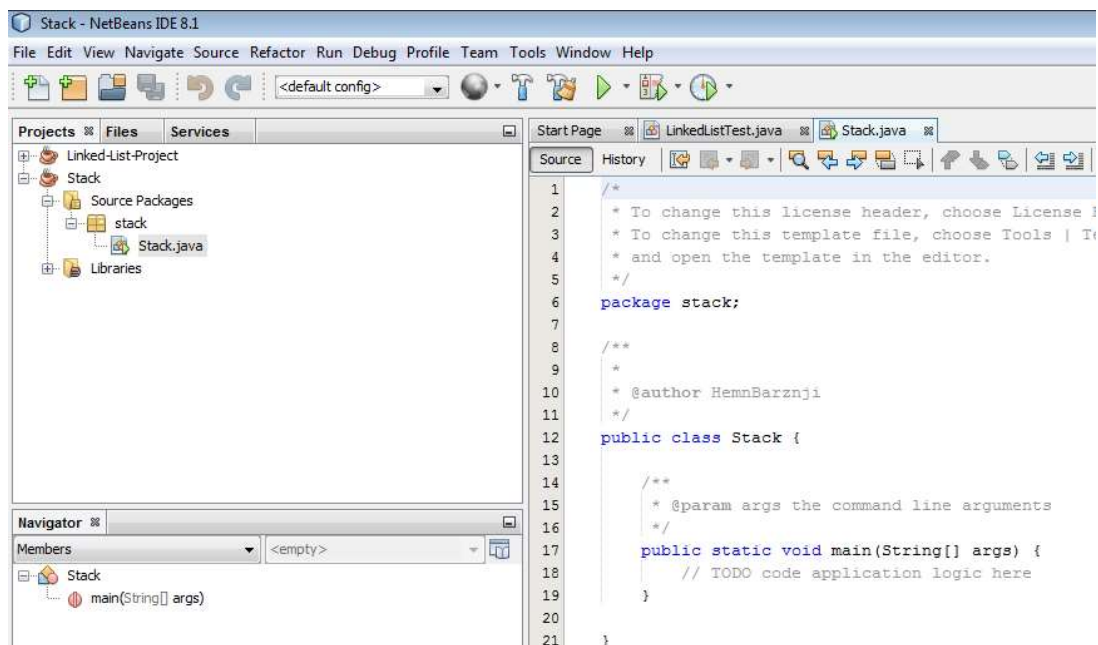 Stack - NetBeans IDE 8.1
File Edit View Navigate Source Refactor Run Debug Profile Team Tools Window Help
<default config>
Projects Files Services
Linked-List-Project
Stack
Source Packages
stack
Stack.java
Libraries
Navigator
Members <empty>
Stack
main(String[] args)
Start Page LinkedListTest.java Stack.java
Source History
1 /*
2 * To change this license header, choose License
3 * To change this template file, choose Tools |
4 * and open the template in the editor.
5 */
6 package stack;
7
8 /**
9 *
10 * @author HemnBarznji
11 */
12 public class Stack {
13
14 /**
15 * @param args the command line arguments
16 */
17 public static void main(String[] args) {
18 // TODO code application logic here
19 }
20
21 }